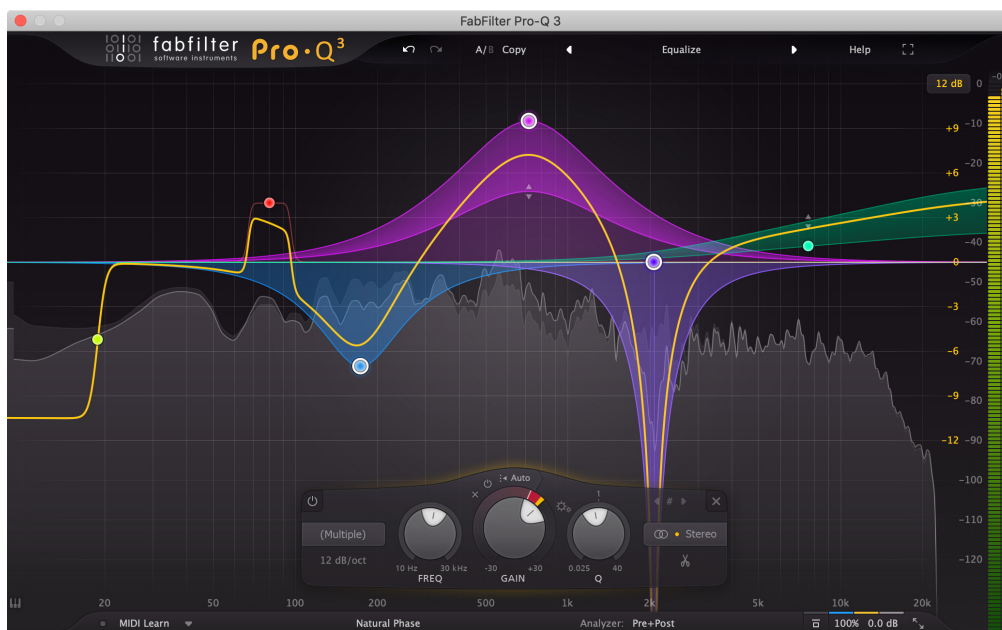 FabFilter Pro-Q 3
fabfilter
software instruments
Pro·Q3
A/B Copy
Equalize
Help
12 dB
0
+9
-10
+6
-20
+3
-30
0
-40
-3
-50
-60
-6
-70
-9
-80
-12
-90
-100
-110
-120
Auto
(Multiple)
12 dB/oct
10 Hz 30 kHz
FREQ
-30 +30
GAIN
0.025 40
Q
1
#
Stereo
20 50 100 200 500 1k 2k 5k 10k 20k
MIDI Learn
Natural Phase
Analyzer: Pre+Post
100% 0.0 dB